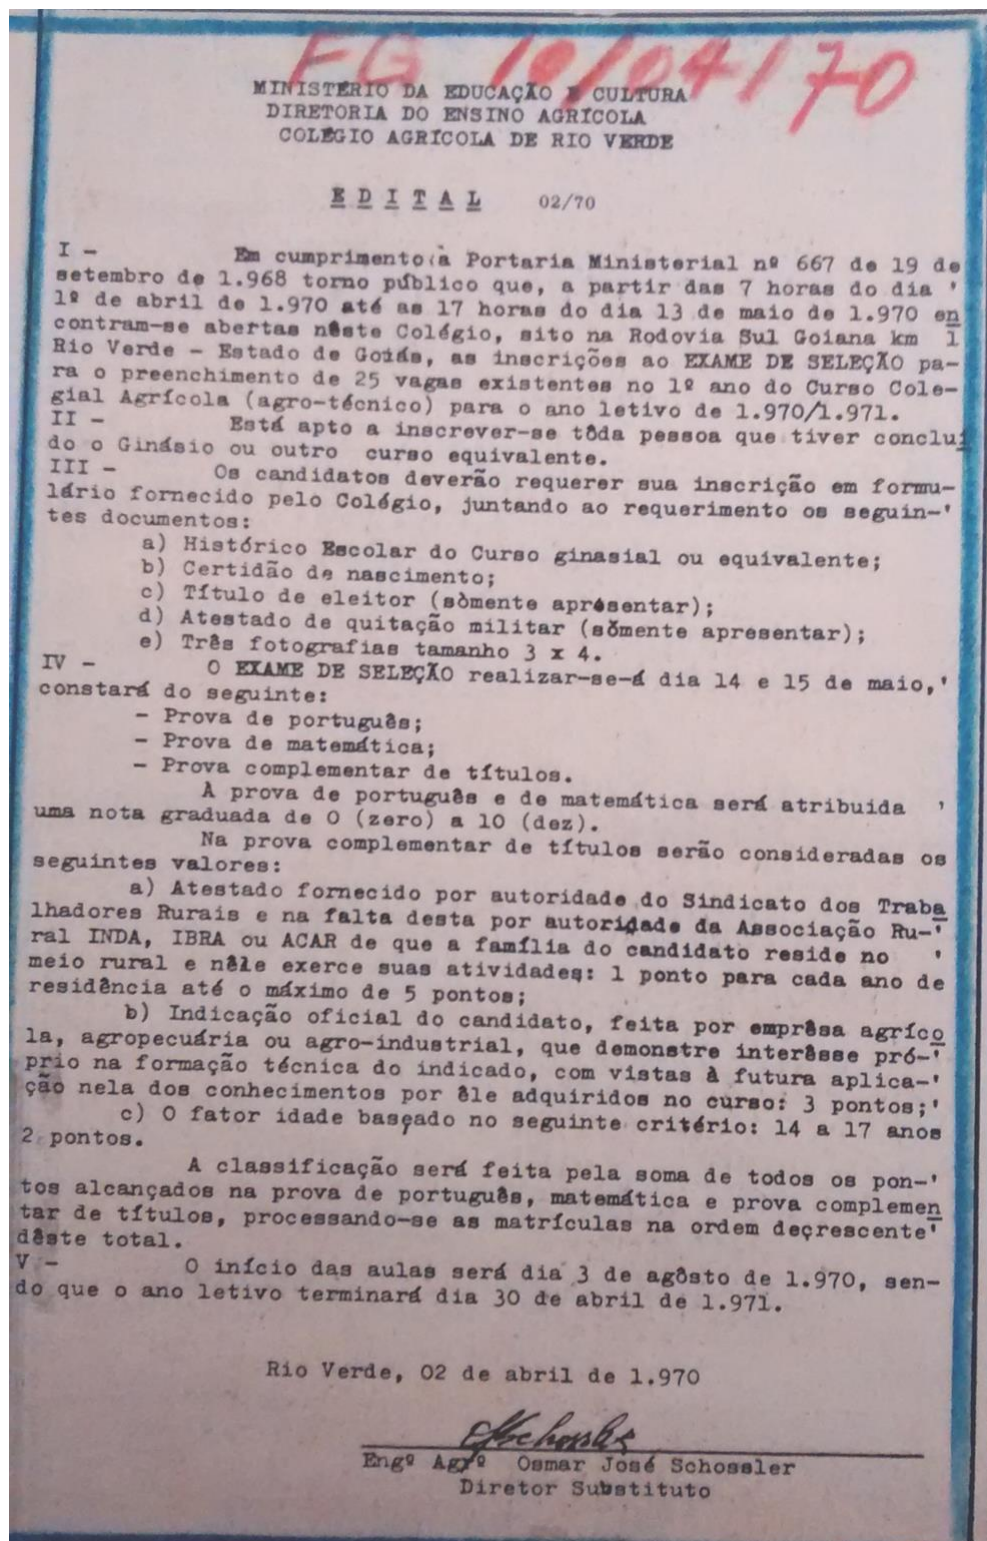 FG 10/04/70
MINISTÉRIO DA EDUCAÇÃO E CULTURA
DIRETORIA DO ENSINO AGRÍCOLA
COLÉGIO AGRÍCOLA DE RIO VERDE
E D I T A L 02/70
I - Em cumprimento à Portaria Ministerial nº 667 de 19 de
setembro de 1.968 torno público que, a partir das 7 horas do dia '
1º de abril de 1.970 até as 17 horas do dia 13 de maio de 1.970 en
contram-se abertas nêste Colégio, sito na Rodovia Sul Goiana km 1
Rio Verde - Estado de Goiás, as inscrições ao EXAME DE SELEÇÃO pa-
ra o preenchimento de 25 vagas existentes no 1º ano do Curso Cole-
gial Agrícola (agro-técnico) para o ano letivo de 1.970/1.971.
II - Está apto a inscrever-se tôda pessoa que tiver concluí
do o Ginásio ou outro curso equivalente.
III - Os candidatos deverão requerer sua inscrição em formu-
lário fornecido pelo Colégio, juntando ao requerimento os seguin-'
tes documentos:
a) Histórico Escolar do Curso ginasial ou equivalente;
b) Certidão de nascimento;
c) Título de eleitor (sòmente apresentar);
d) Atestado de quitação militar (sòmente apresentar);
e) Três fotografias tamanho 3 x 4.
IV - O EXAME DE SELEÇÃO realizar-se-á dia 14 e 15 de maio,'
constará do seguinte:
- Prova de português;
- Prova de matemática;
- Prova complementar de títulos.
A prova de português e de matemática será atribuida '
uma nota graduada de 0 (zero) a 10 (dez).
Na prova complementar de títulos serão consideradas os
seguintes valores:
a) Atestado fornecido por autoridade do Sindicato dos Traba
lhadores Rurais e na falta desta por autoridade da Associação Ru-'
ral INDA, IBRA ou ACAR de que a família do candidato reside no '
meio rural e nêle exerce suas atividades: 1 ponto para cada ano de
residência até o máximo de 5 pontos;
b) Indicação oficial do candidato, feita por emprêsa agríco
la, agropecuária ou agro-industrial, que demonstre interêsse pró-'
prio na formação técnica do indicado, com vistas à futura aplica-'
ção nela dos conhecimentos por êle adquiridos no curso: 3 pontos;'
c) O fator idade baseado no seguinte critério: 14 a 17 anos
2 pontos.
A classificação será feita pela soma de todos os pon-'
tos alcançados na prova de português, matemática e prova complemen
tar de títulos, processando-se as matrículas na ordem decrescente'
dêste total.
V - O início das aulas será dia 3 de agôsto de 1.970, sen-
do que o ano letivo terminará dia 30 de abril de 1.971.
Rio Verde, 02 de abril de 1.970
Engº Agrº Osmar José Schossler
Diretor Substituto